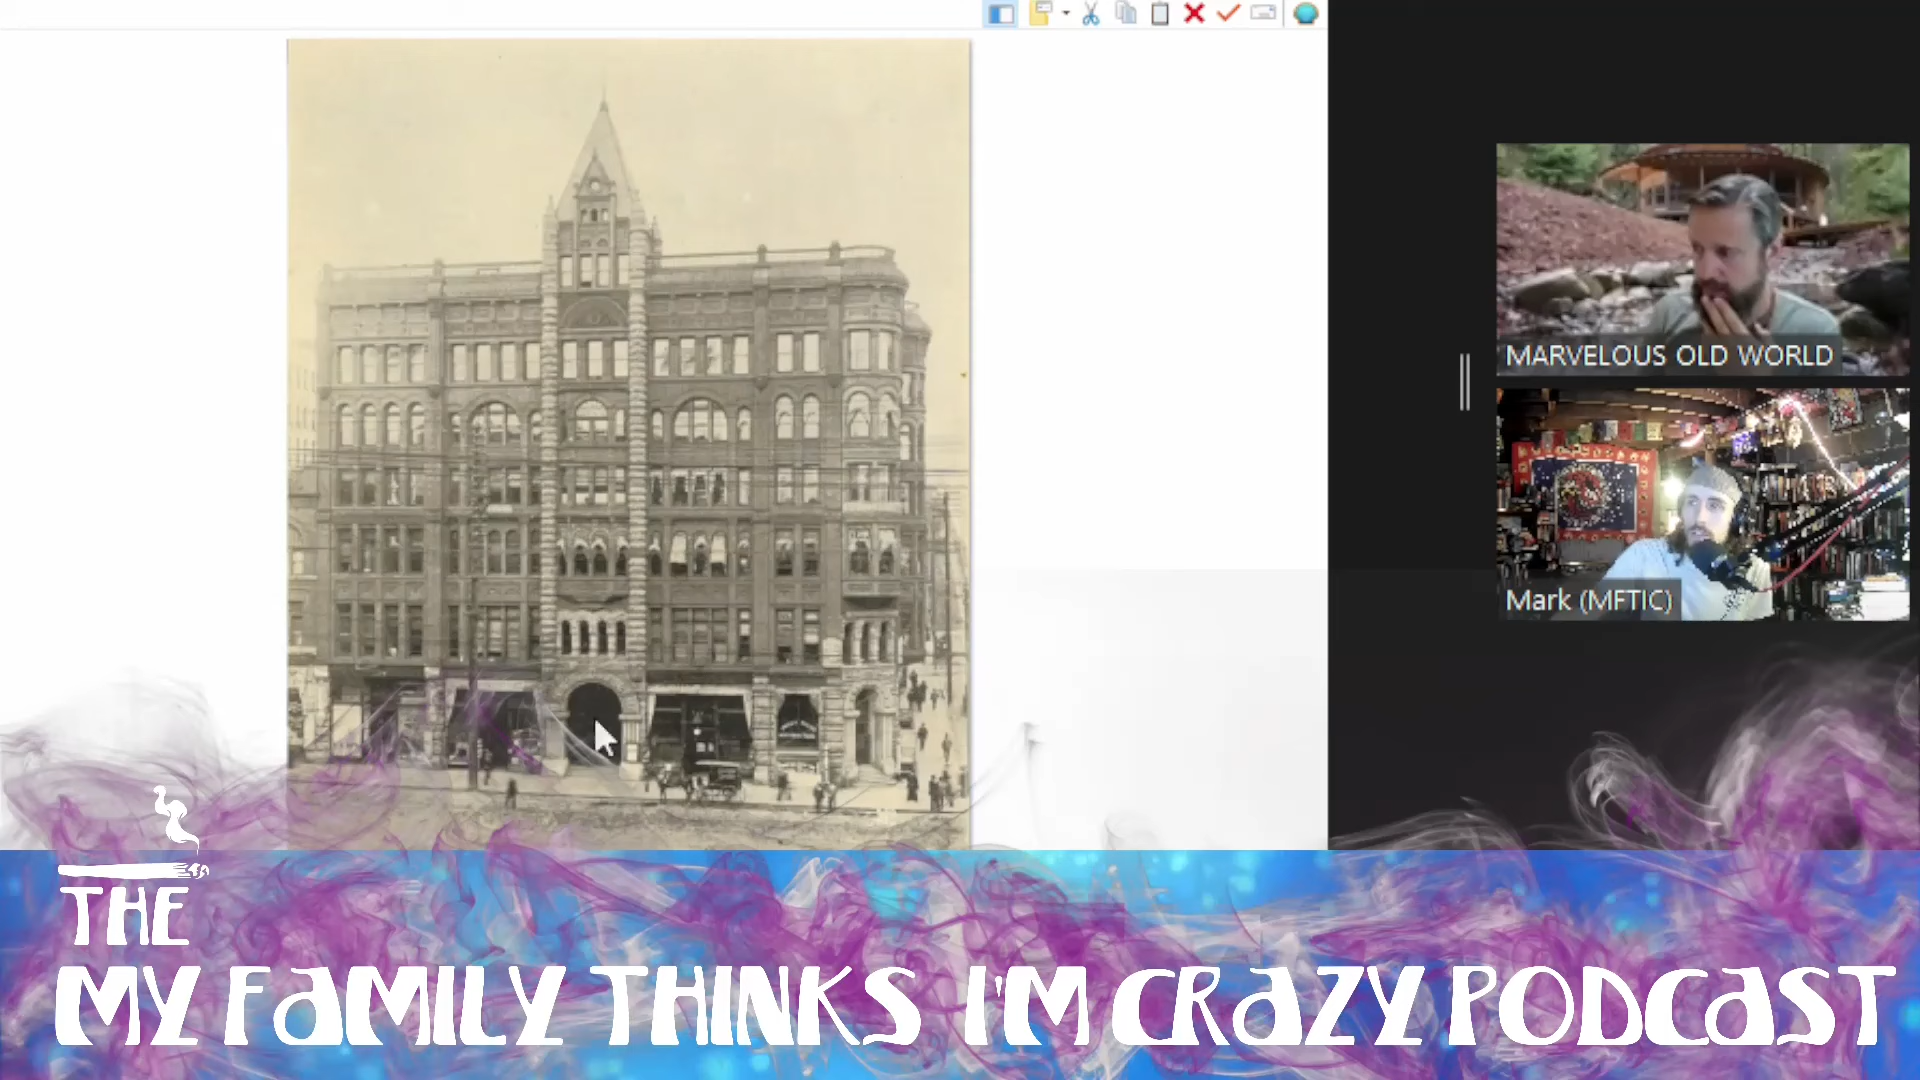 MARVELOUS OLD WORLD
Mark (MFTIC)
THE
MY FAMILY THINKS I'M CRAZY PODCAST